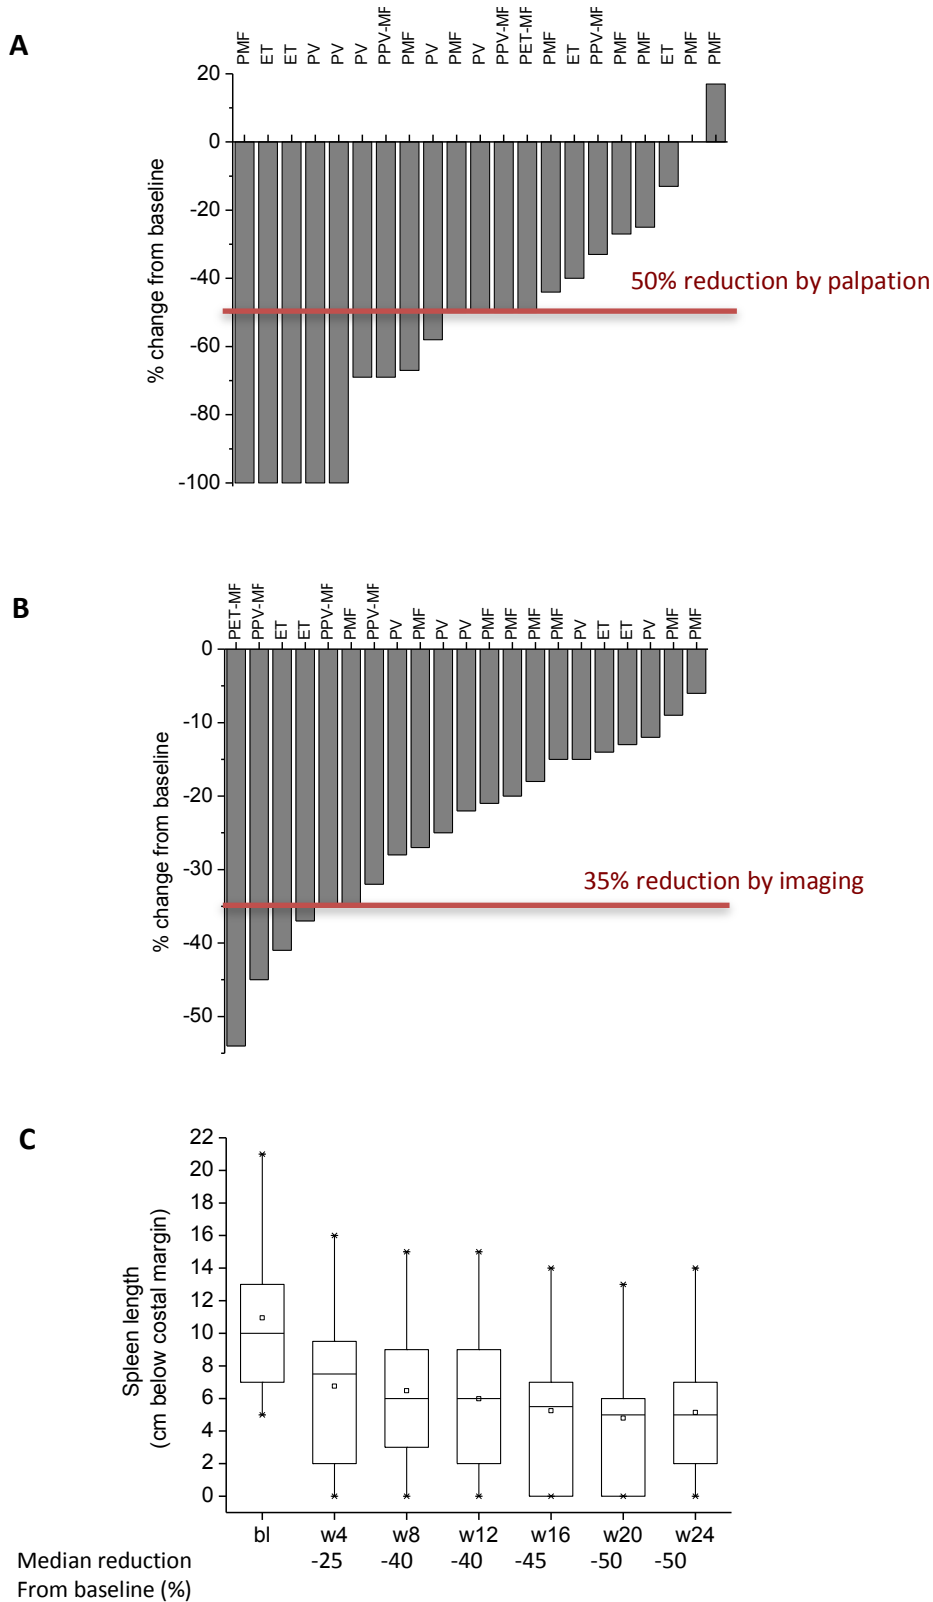 A
PMF ET ET PV PV PV PPV-MF PMF PV PMF PV PPV-MF PET-MF PMF ET PPV-MF PMF PMF ET PMF PMF
20
0
-20
-40
-60
-80
-100
% change from baseline
50% reduction by palpation
B
PET-MF PPV-MF ET ET PPV-MF PMF PPV-MF PV PMF PV PV PMF PMF PMF PMF PV ET ET PV PMF PMF
0
-10
-20
-30
-40
-50
% change from baseline
35% reduction by imaging
C
22
20
18
16
14
12
10
8
6
4
2
0
Spleen length
(cm below costal margin)
bl w4 w8 w12 w16 w20 w24
Median reduction -25 -40 -40 -45 -50 -50
From baseline (%)